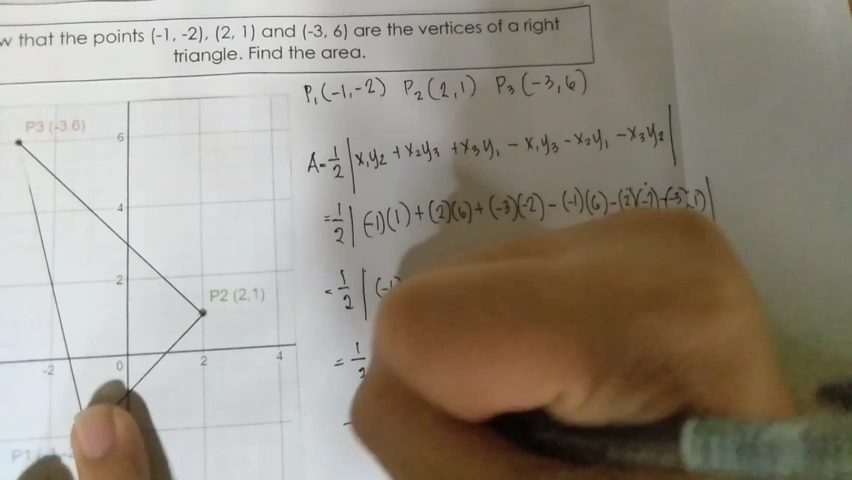 w that the points (-1, -2), (2, 1) and (-3, 6) are the vertices of a right
triangle. Find the area.
P₁(-1,-2) P₂(2,1) P₃(-3,6)
P3 (-3,6)
6
4
2
P2 (2,1)
-2 0 2 4
P1
A = 1/2 |x₁y₂ + x₂y₃ + x₃y₁ - x₁y₃ - x₂y₁ - x₃y₂|
= 1/2 |(-1)(1) + (2)(6) + (-3)(-2) - (-1)(6) - (2)(-2) - (-3)(1)|
= 1/2 |(-1
= 1/2